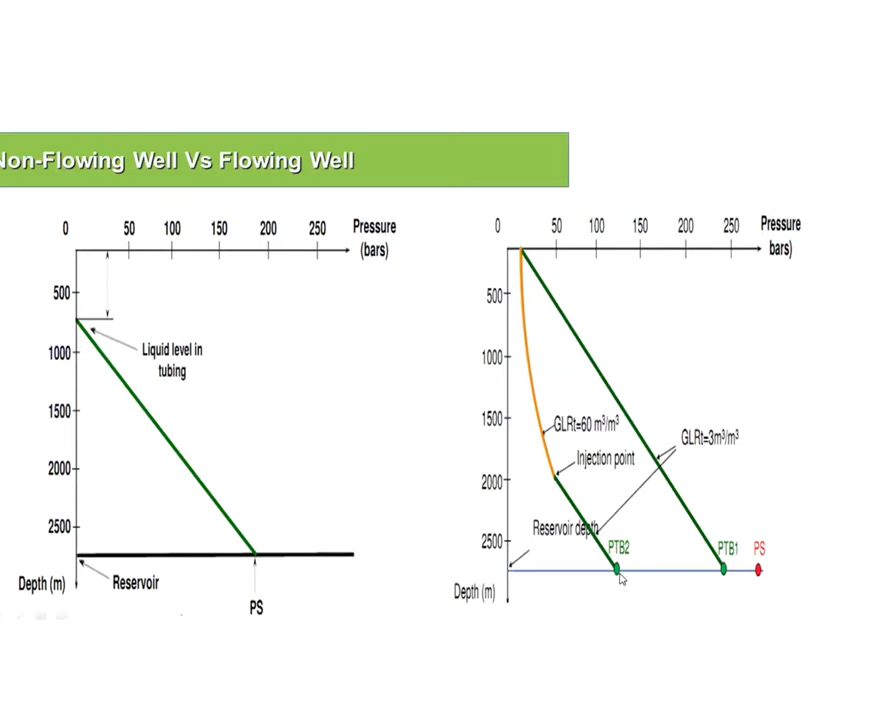 Non-Flowing Well Vs Flowing Well
0 50 100 150 200 250 Pressure
(bars)
500
Liquid level in
tubing
1000
1500
2000
2500
Depth (m)
Reservoir
PS
0 50 100 150 200 250 Pressure
bars)
500
1000
1500
GLRt=60 m³/m³
GLRt=3m³/m³
Injection point
2000
Reservoir depth
2500
PTB2 PTB1 PS
Depth (m)